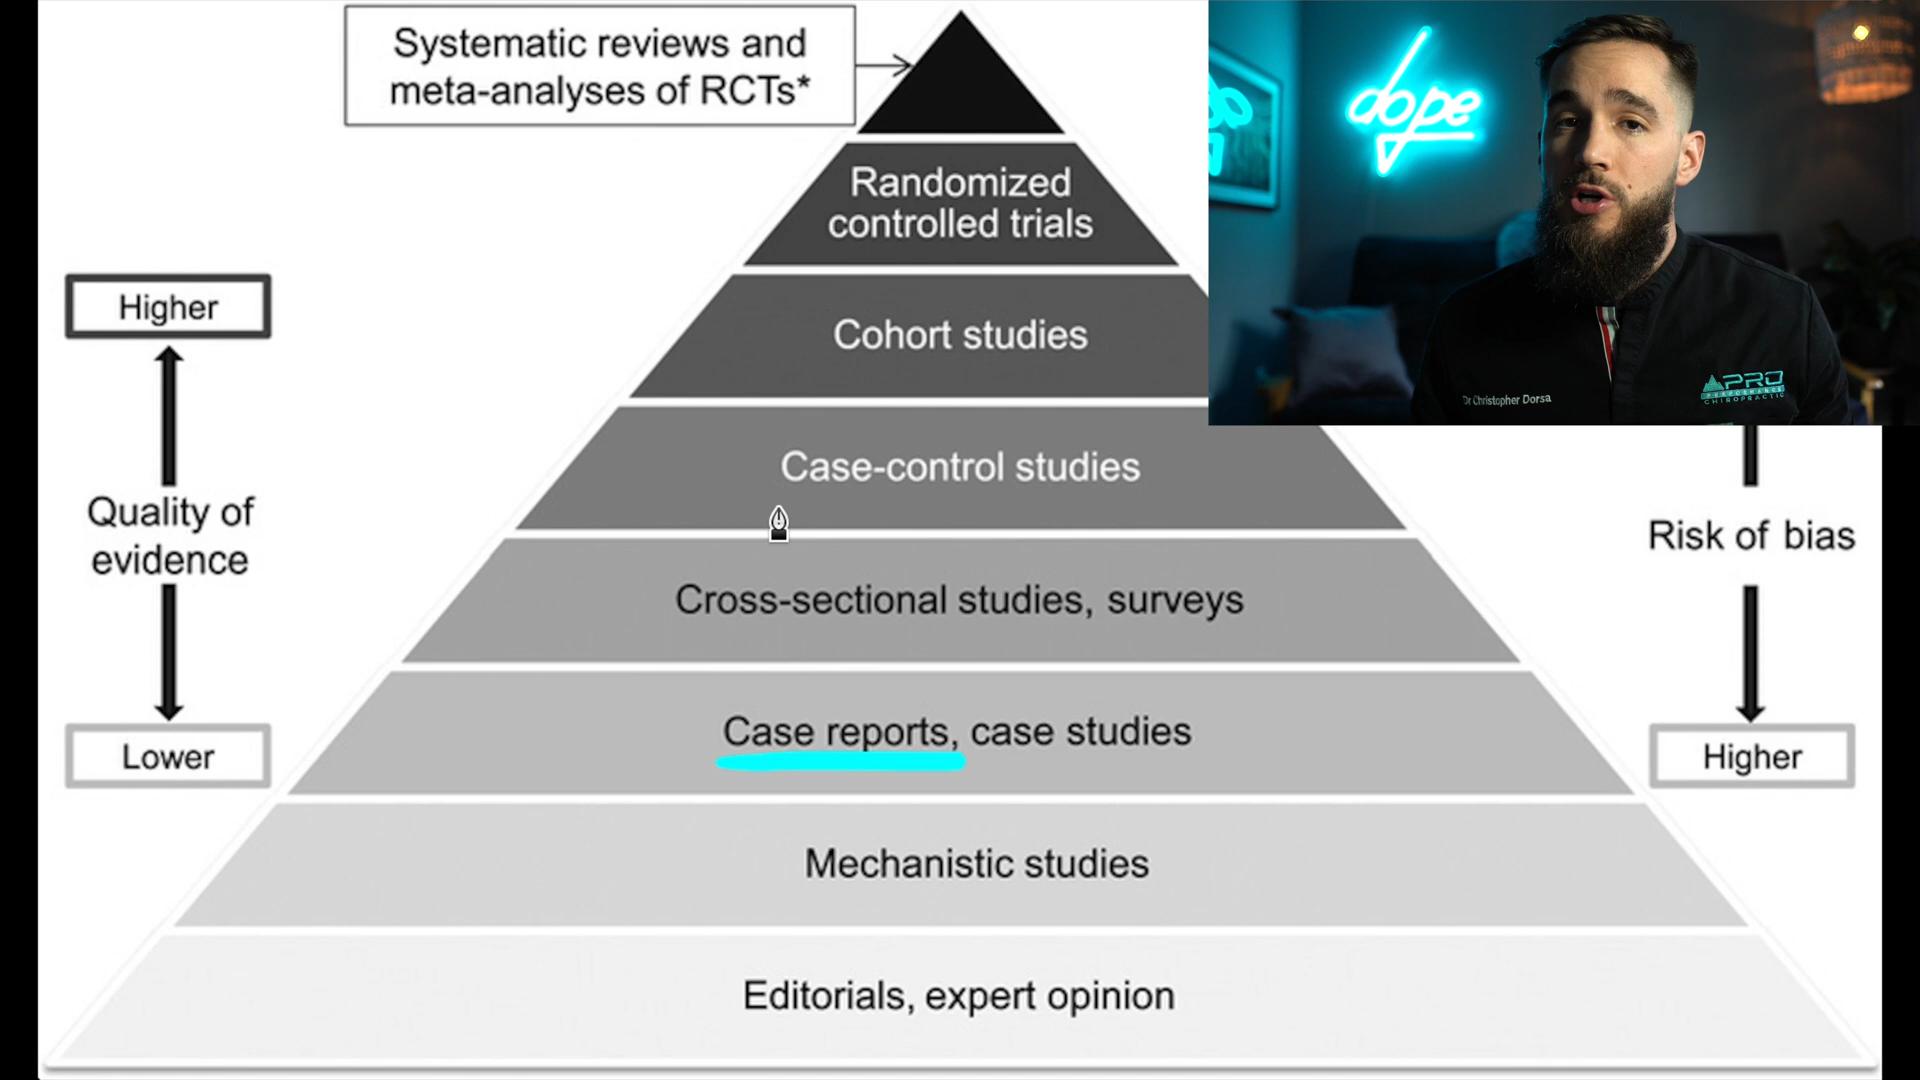 Systematic reviews and
meta-analyses of RCTs*
dope
Randomized
controlled trials
Higher
Cohort studies
Dr Christopher Dorsa
PRO
PERFORMANCE
CHIROPRACTIC
Case-control studies
Quality of
evidence
Risk of bias
Cross-sectional studies, surveys
Case reports, case studies
Lower
Higher
Mechanistic studies
Editorials, expert opinion